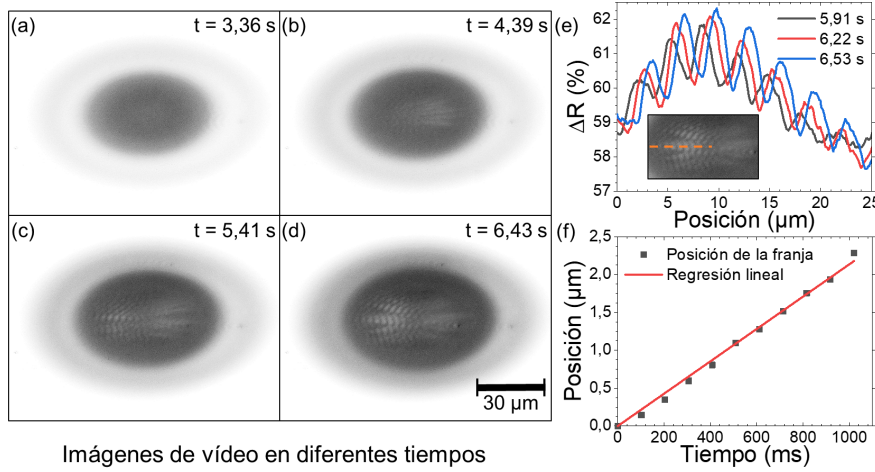 (a) t = 3,36 s
(b) t = 4,39 s
(c) t = 5,41 s
(d) t = 6,43 s
30 µm
Imágenes de vídeo en diferentes tiempos
(e)
5,91 s
6,22 s
6,53 s
ΔR (%)
62
61
60
59
58
57
0 5 10 15 20 25
Posición (µm)
(f)
Posición de la franja
Regresión lineal
Posición (µm)
2,5
2,0
1,5
1,0
0,5
0,0
0 200 400 600 800 1000
Tiempo (ms)